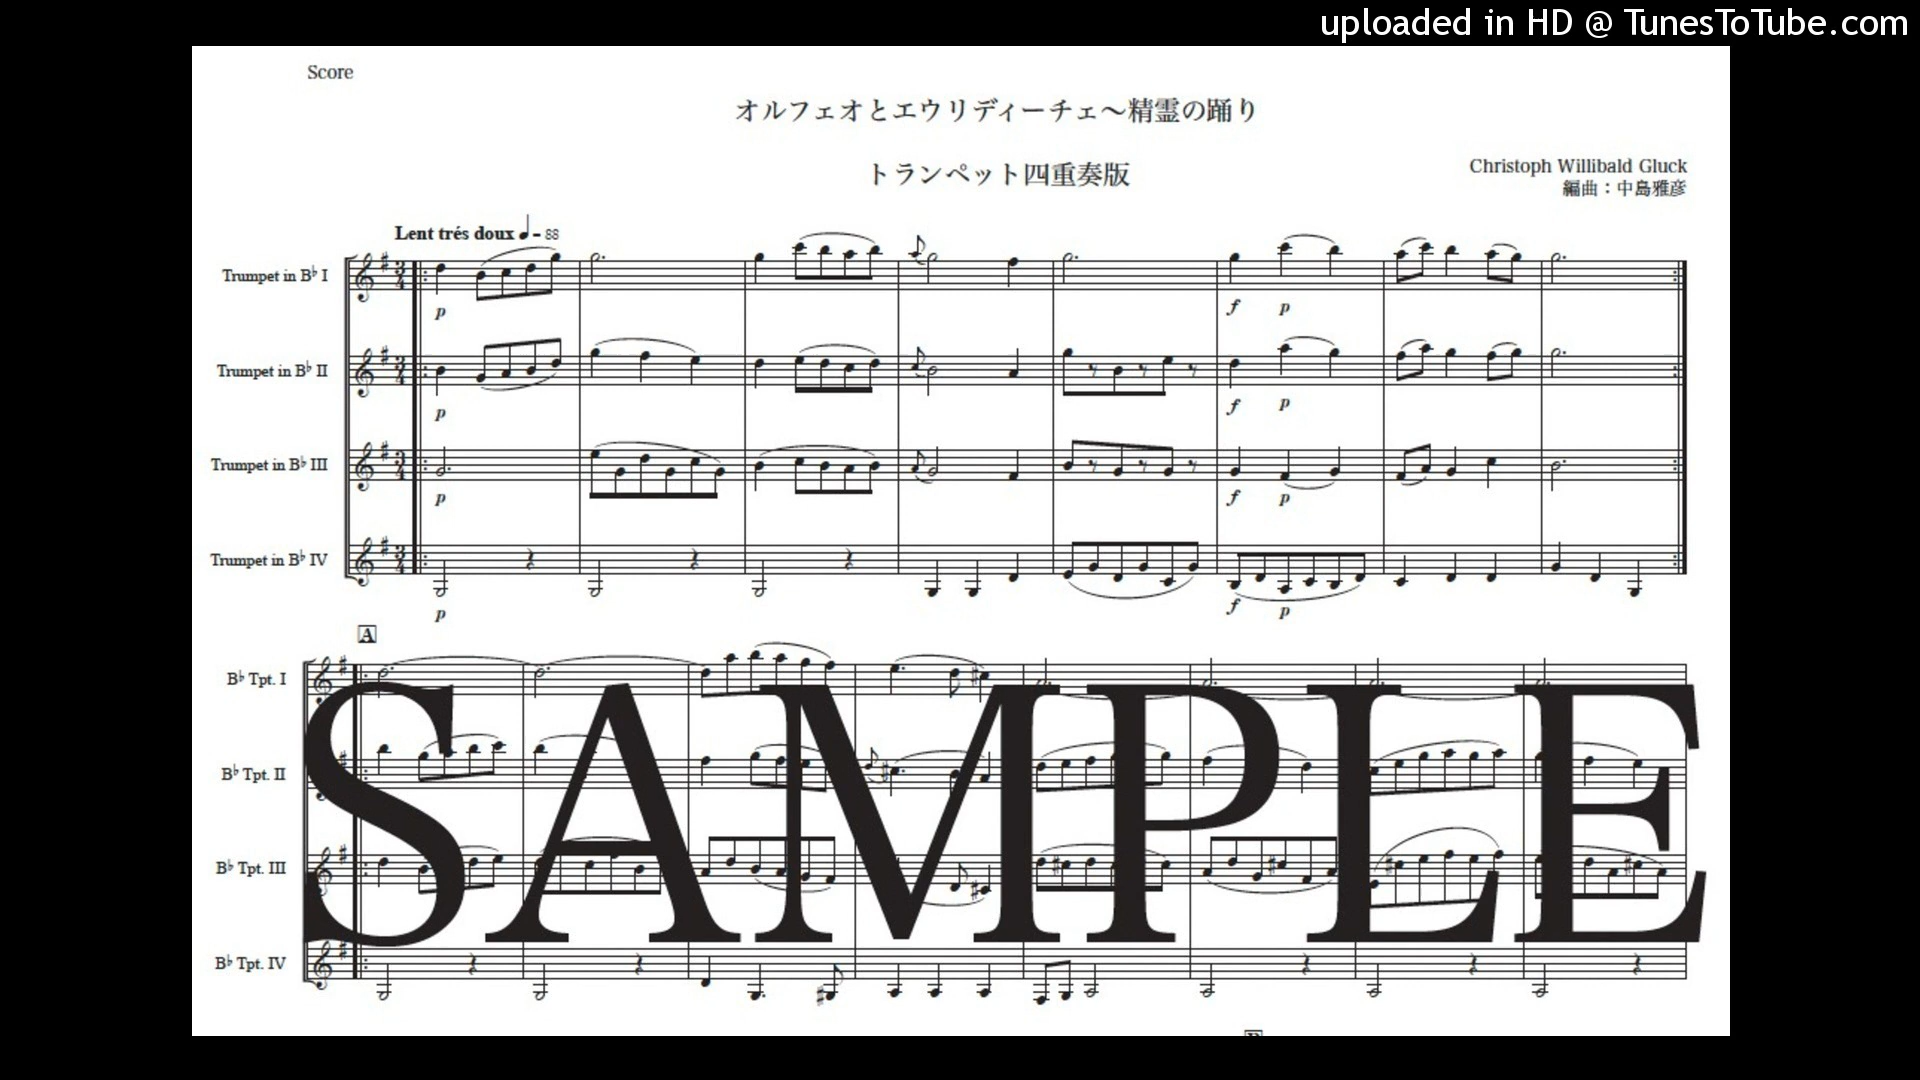 uploaded in HD @ TunesToTube.com
Score
オルフェオとエウリディーチェ～精霊の踊り
トランペット四重奏版
Christoph Willibald Gluck
編曲：中島雅彦
Lent trés doux ♩= 88
Trumpet in B♭ I
p
f p
Trumpet in B♭ II
p
f p
Trumpet in B♭ III
p
f p
Trumpet in B♭ IV
p
f p
A
B♭ Tpt. I
B♭ Tpt. II
B♭ Tpt. III
B♭ Tpt. IV
SAMPLE